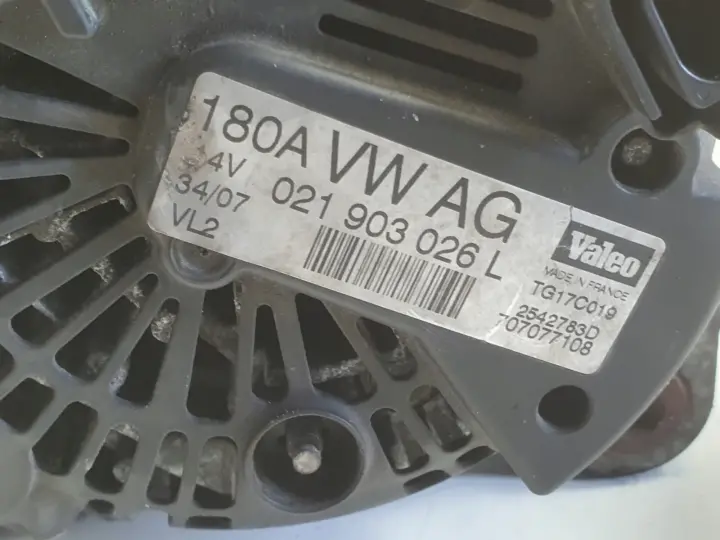 180A VW AG
4V
34/07 021 903 026 L
VL2
Valeo
MADE IN FRANCE
TG17C019
2542783D
707077108